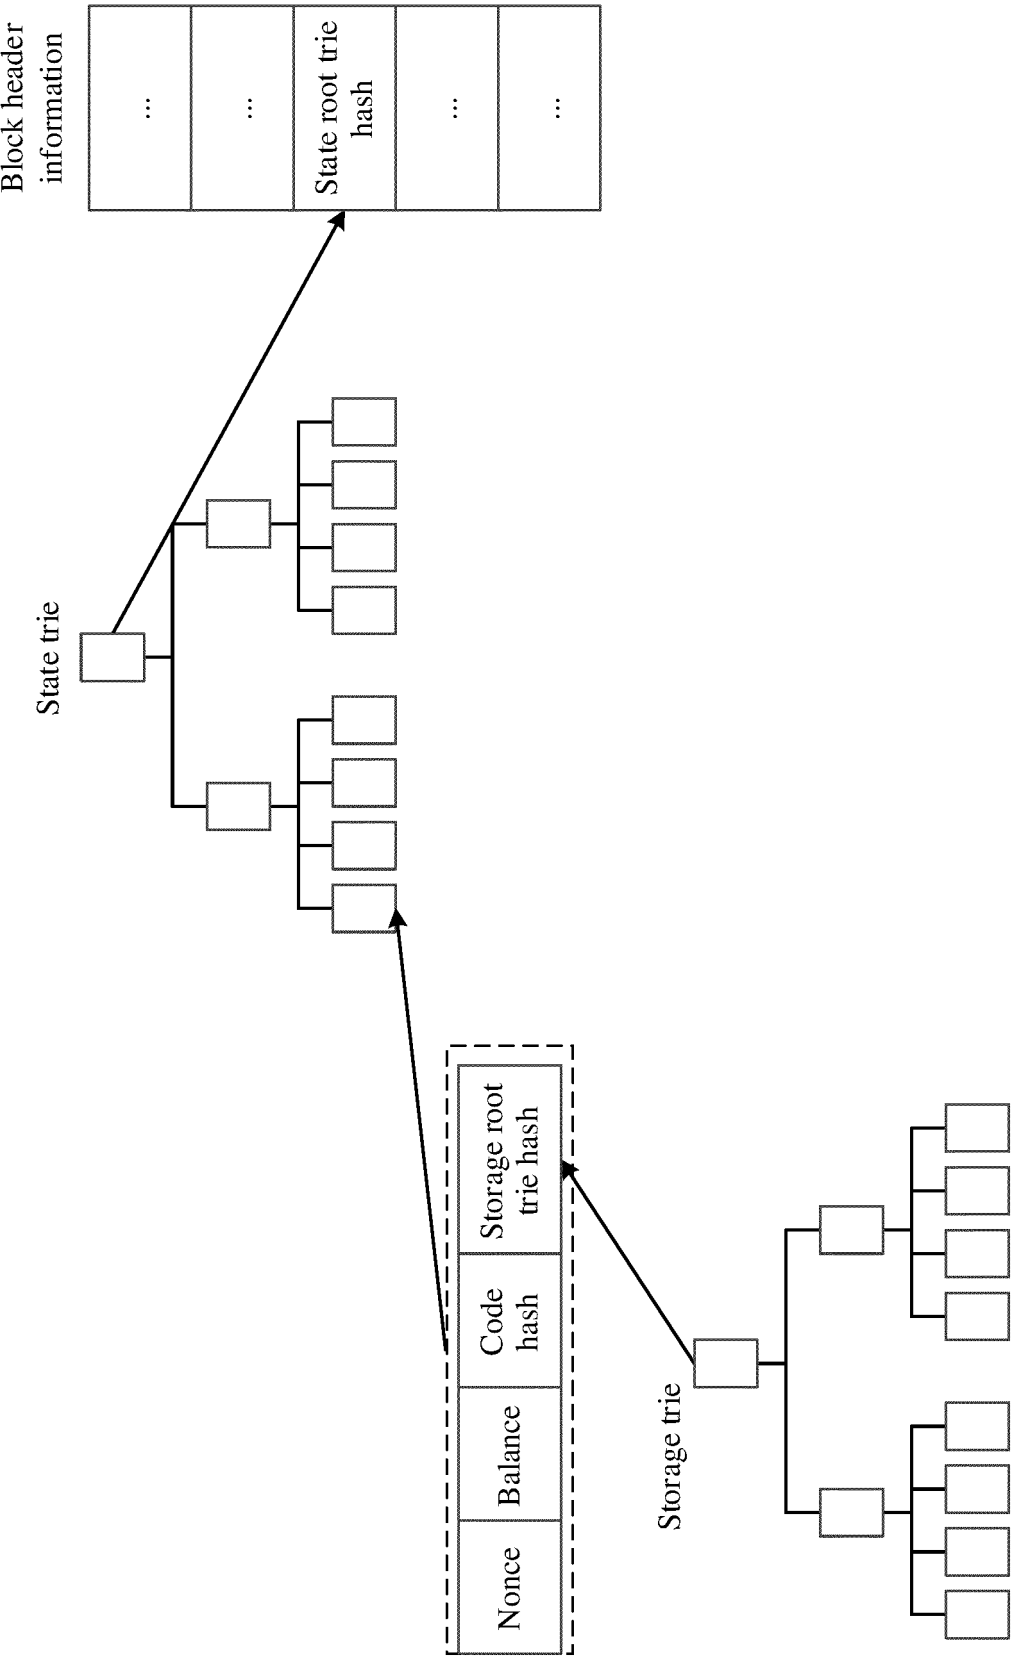 Block header
information
...
...
State root trie
hash
...
...
State trie
Nonce
Balance
Code
hash
Storage root
trie hash
Storage trie